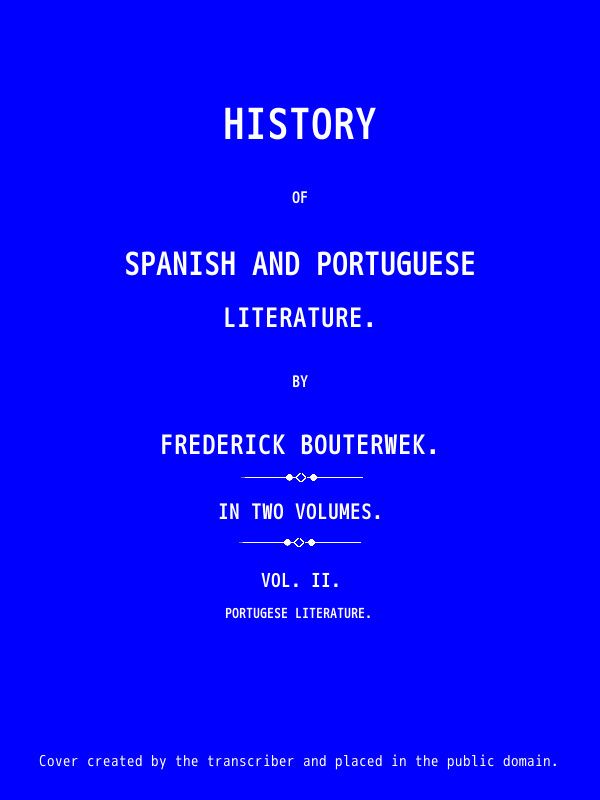 HISTORY
OF
SPANISH AND PORTUGUESE
LITERATURE.
BY
FREDERICK BOUTERWEK.
IN TWO VOLUMES.
VOL. II.
PORTUGESE LITERATURE.
Cover created by the transcriber and placed in the public domain.